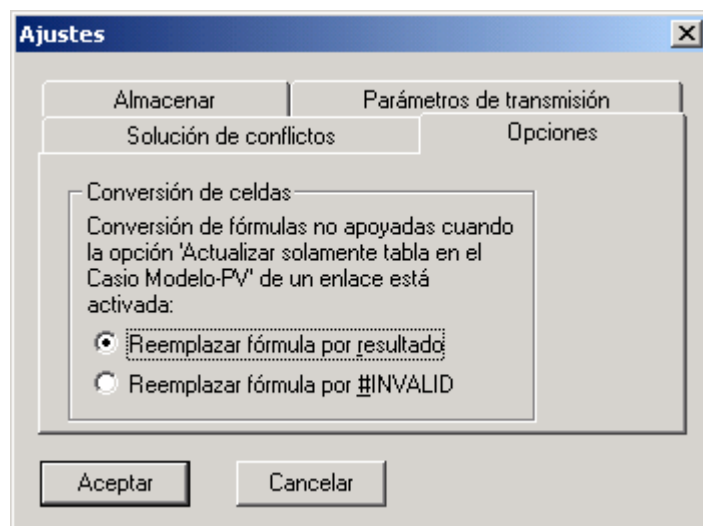 Ajustes
Almacenar
Parámetros de transmisión
Solución de conflictos
Opciones
Conversión de celdas
Conversión de fórmulas no apoyadas cuando
la opción 'Actualizar solamente tabla en el
Casio Modelo-PV' de un enlace está
activada:
Reemplazar fórmula por resultado
Reemplazar fórmula por #INVALID
Aceptar
Cancelar